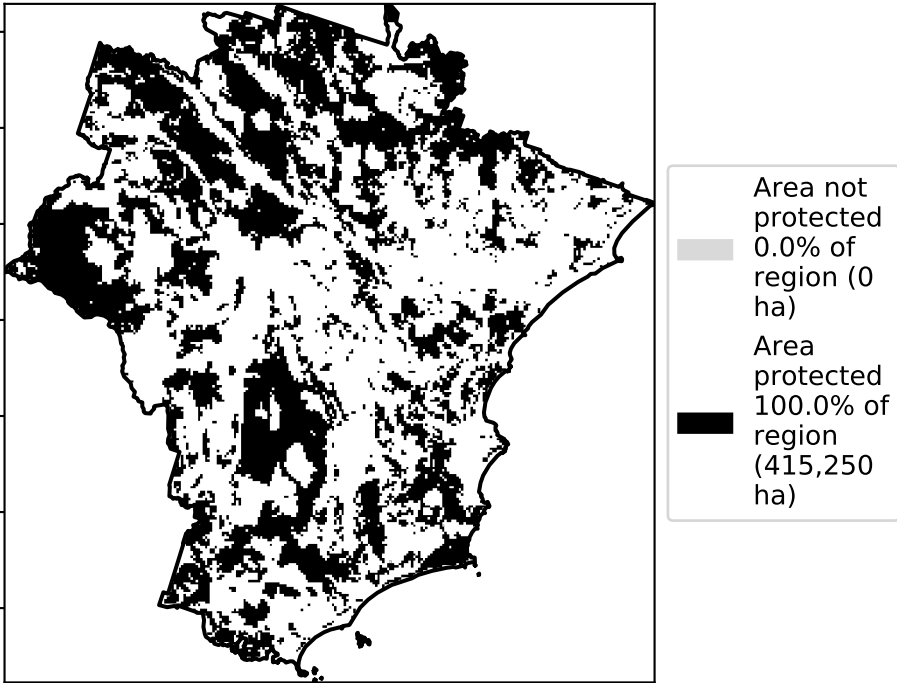 Area not
protected
0.0% of
region (0
ha)
Area
protected
100.0% of
region
(415,250
ha)